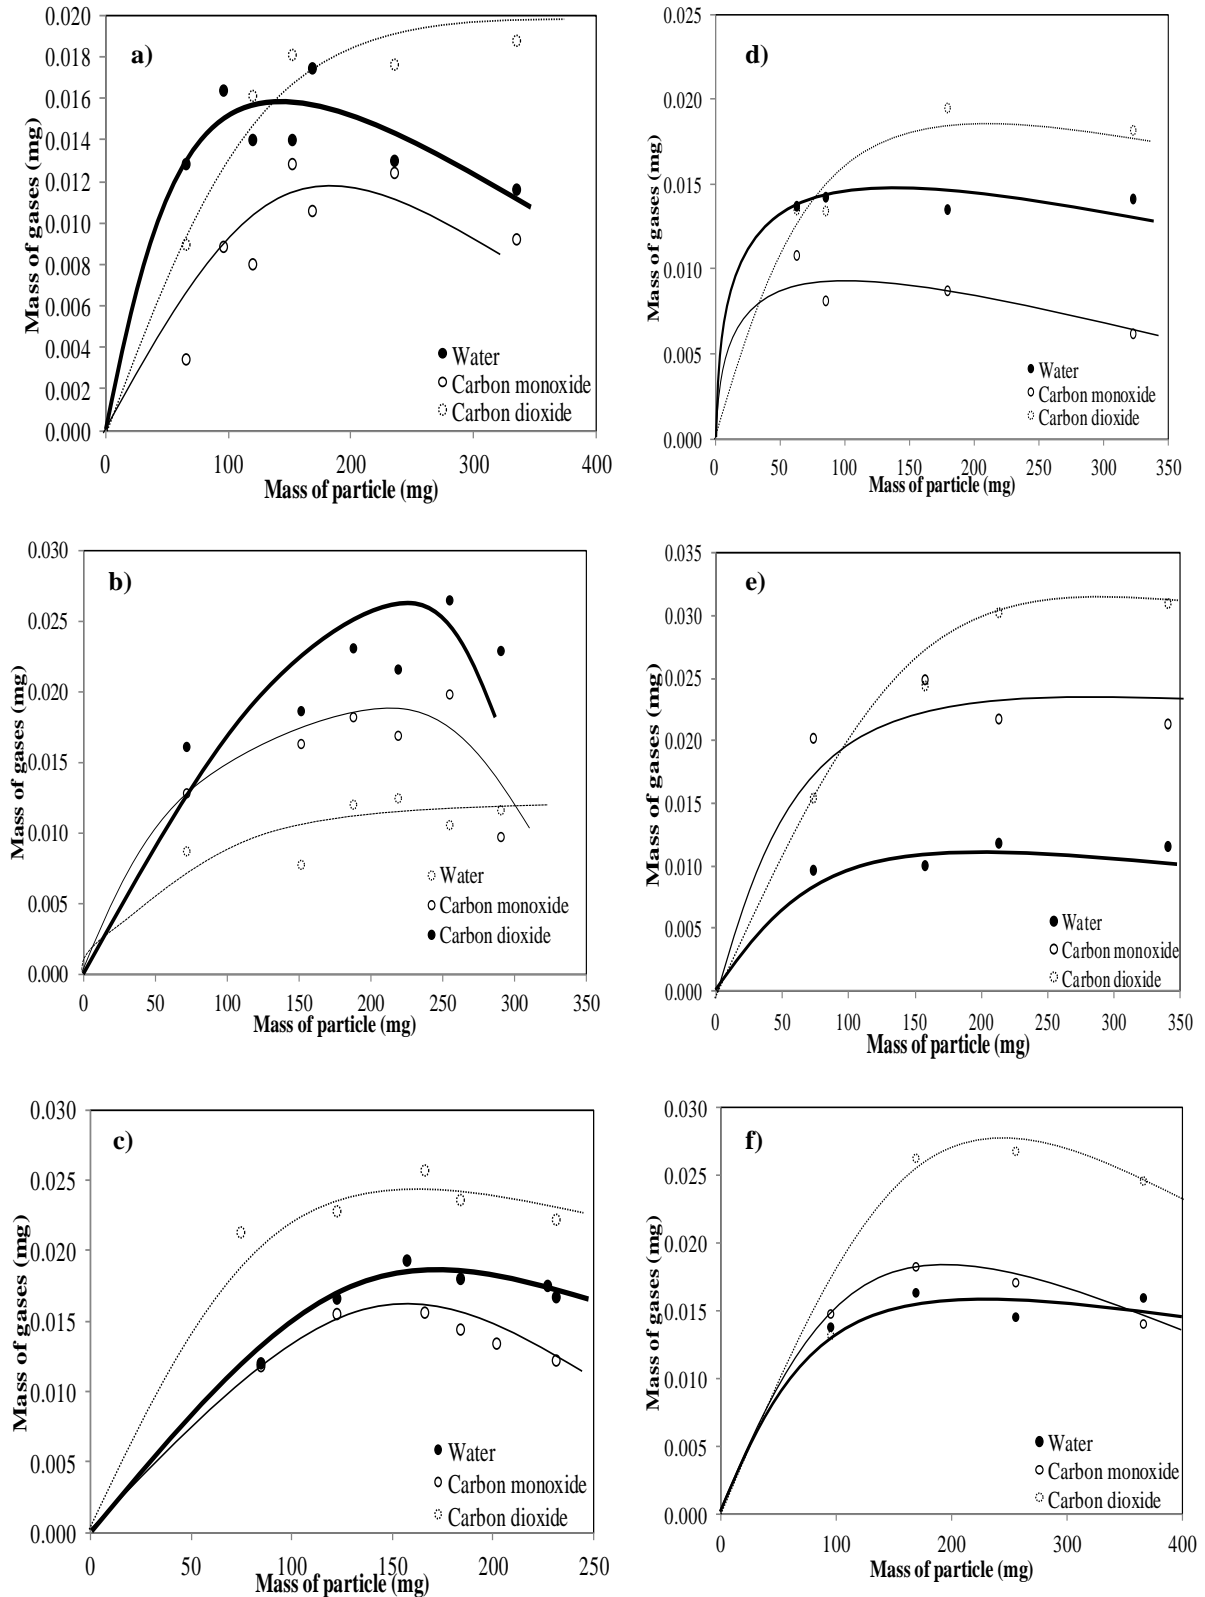 a)
Mass of gases (mg)
0.020
0.018
0.016
0.014
0.012
0.010
0.008
0.006
0.004
0.002
0.000
Water
Carbon monoxide
Carbon dioxide
0 100 200 300 400
Mass of particle (mg)
d)
Mass of gases (mg)
0.025
0.020
0.015
0.010
0.005
0.000
Water
Carbon monoxide
Carbon dioxide
0 50 100 150 200 250 300 350
Mass of particle (mg)
b)
Mass of gases (mg)
0.030
0.025
0.020
0.015
0.010
0.005
0.000
Water
Carbon monoxide
Carbon dioxide
0 50 100 150 200 250 300 350
Mass of particle (mg)
e)
Mass of gases (mg)
0.035
0.030
0.025
0.020
0.015
0.010
0.005
0.000
Water
Carbon monoxide
Carbon dioxide
0 50 100 150 200 250 300 350
Mass of particle (mg)
c)
Mass of gases (mg)
0.030
0.025
0.020
0.015
0.010
0.005
0.000
Water
Carbon monoxide
Carbon dioxide
0 50 100 150 200 250
Mass of particle (mg)
f)
Mass of gases (mg)
0.030
0.025
0.020
0.015
0.010
0.005
0.000
Water
Carbon monoxide
Carbon dioxide
0 100 200 300 400
Mass of particle (mg)